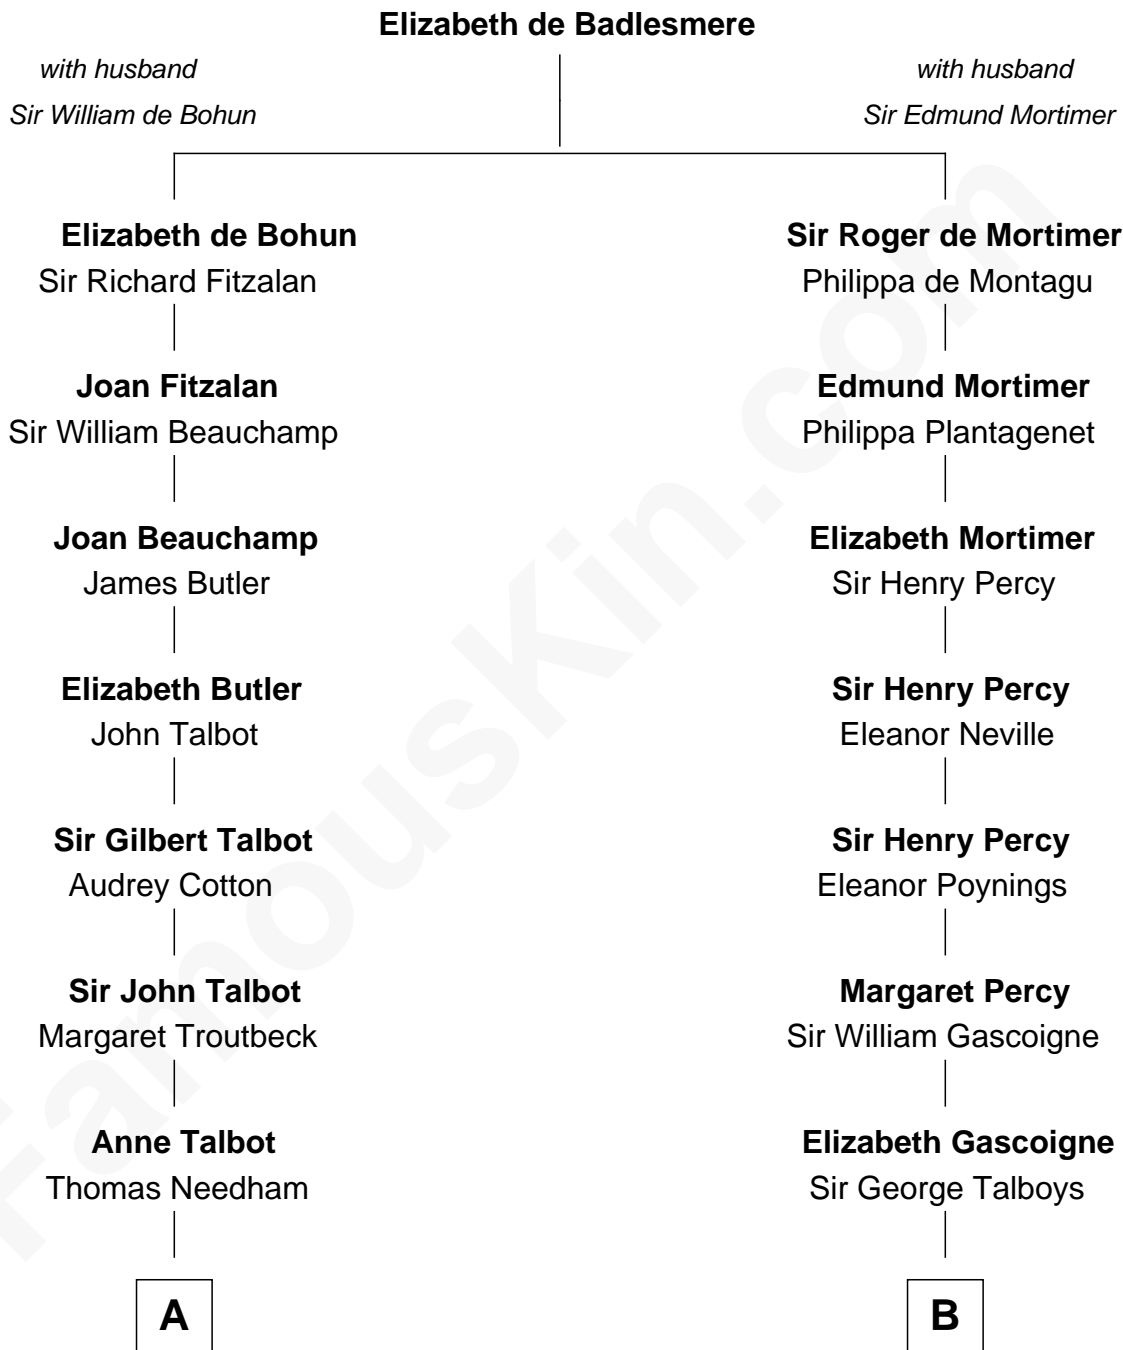 Elizabeth de Badlesmere
with husband
Sir William de Bohun
with husband
Sir Edmund Mortimer
Elizabeth de Bohun
Sir Richard Fitzalan
Sir Roger de Mortimer
Philippa de Montagu
Joan Fitzalan
Sir William Beauchamp
Edmund Mortimer
Philippa Plantagenet
Joan Beauchamp
James Butler
Elizabeth Mortimer
Sir Henry Percy
Elizabeth Butler
John Talbot
Sir Henry Percy
Eleanor Neville
Sir Gilbert Talbot
Audrey Cotton
Sir Henry Percy
Eleanor Poynings
Sir John Talbot
Margaret Troutbeck
Margaret Percy
Sir William Gascoigne
Anne Talbot
Thomas Needham
Elizabeth Gascoigne
Sir George Talboys
A
B
FamousKin.com